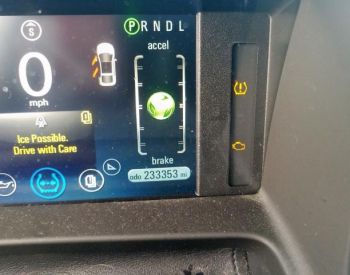 S
P R N D L
accel
0
mph
Ice Possible.
Drive with Care
brake
odo 233353 mi